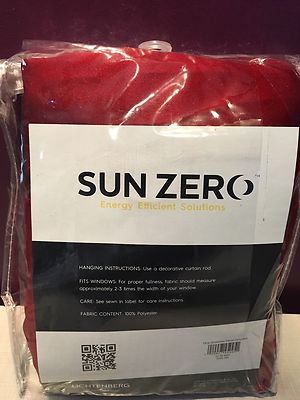 SUN ZERO™
Energy Efficient Solutions
HANGING INSTRUCTIONS: Use a decorative curtain rod.
FITS WINDOWS: For proper fullness, fabric should measure
approximately 2-3 times the width of your window.
CARE: See sewn in label for care instructions.
FABRIC CONTENT: 100% Polyester
LICHTENBERG